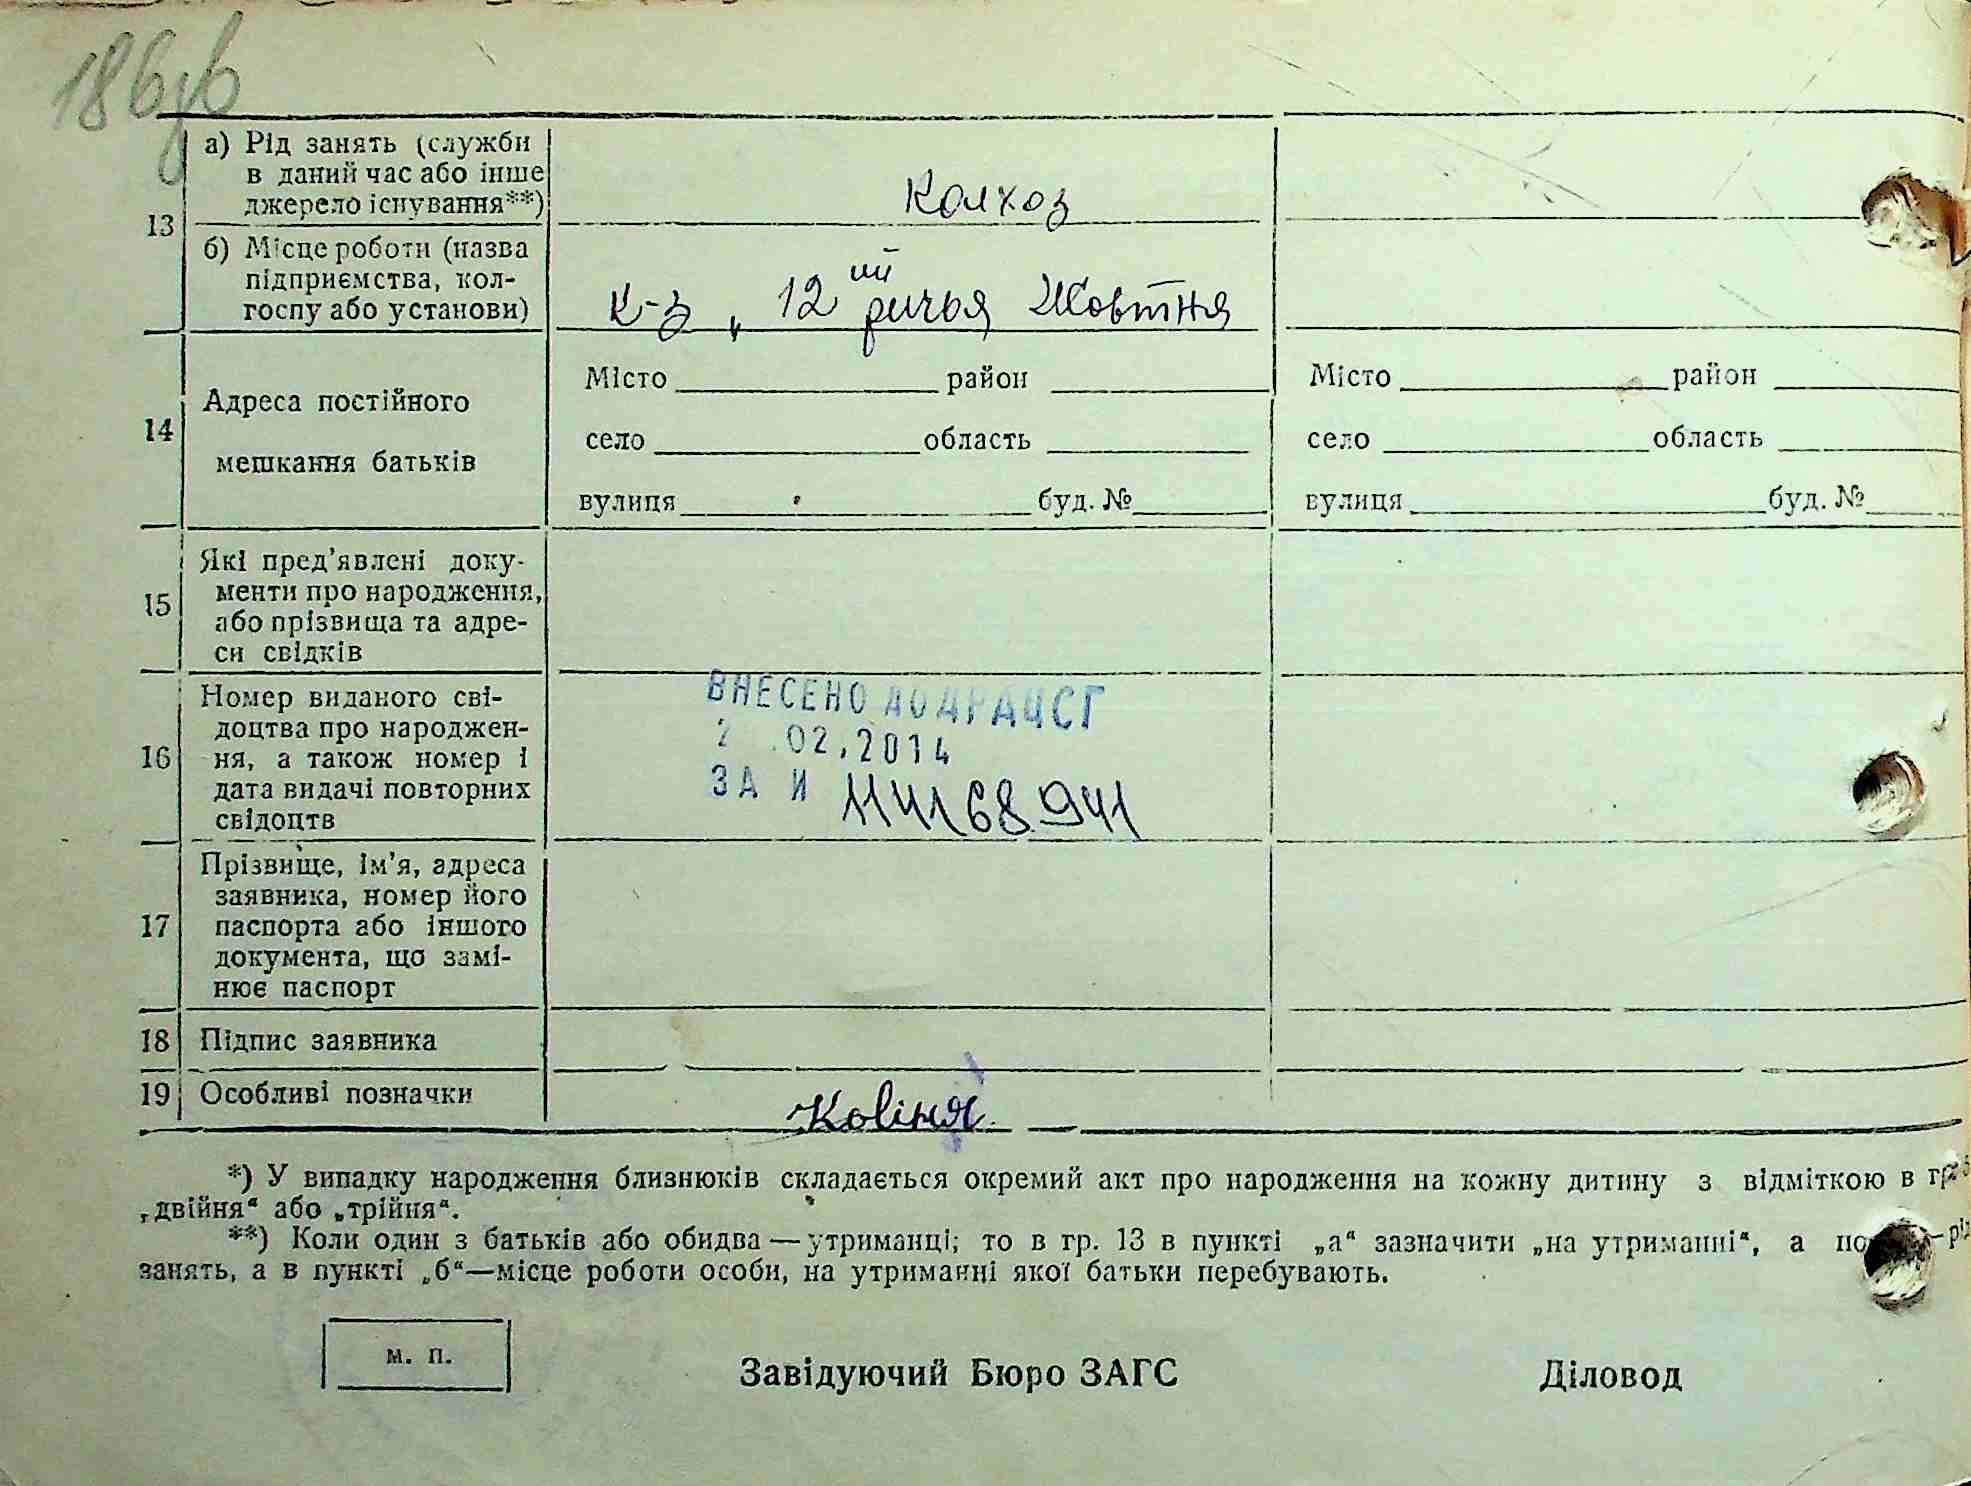 186
13
а) Рід занять (служби
в даний час або інше
джерело існування**)
Колхоз
б) Місце роботи (назва
підприємства, кол-
госпу або установи)
к-з „ 12 ий річья Жовтня
14
Адреса постійного
мешкання батьків
Місто район
село область
вулиця буд. №
Місто район
село область
вулиця буд. №
15
Які пред’явлені доку-
менти про народження,
або прізвища та адре-
си свідків
16
Номер виданого сві-
доцтва про народжен-
ня, а також номер і
дата видачі повторних
свідоцтв
ВНЕСЕНО ДО ДРАЦСГ
2 .02.2014
ЗА И
17
Прізвище, ім’я, адреса
заявника, номер його
паспорта або іншого
документа, що замі-
нює паспорт
18
Підпис заявника
19
Особливі позначки
*) У випадку народження близнюків складається окремий акт про народження на кожну дитину з відміткою в гр.
„двійня“ або „трійня“.
**) Коли один з батьків або обидва — утриманці; то в гр. 13 в пункті „а“ зазначити „на утриманні“, а
занять, а в пункті „б“—місце роботи особи, на утриманні якої батьки перебувають.
м. п.
Завідуючий Бюро ЗАГС
Діловод